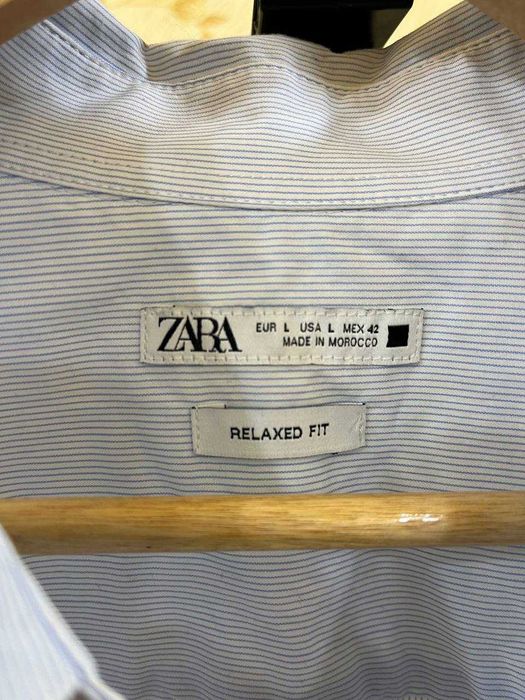 ZARA
EUR L USA L MEX 42
MADE IN MOROCCO
RELAXED FIT